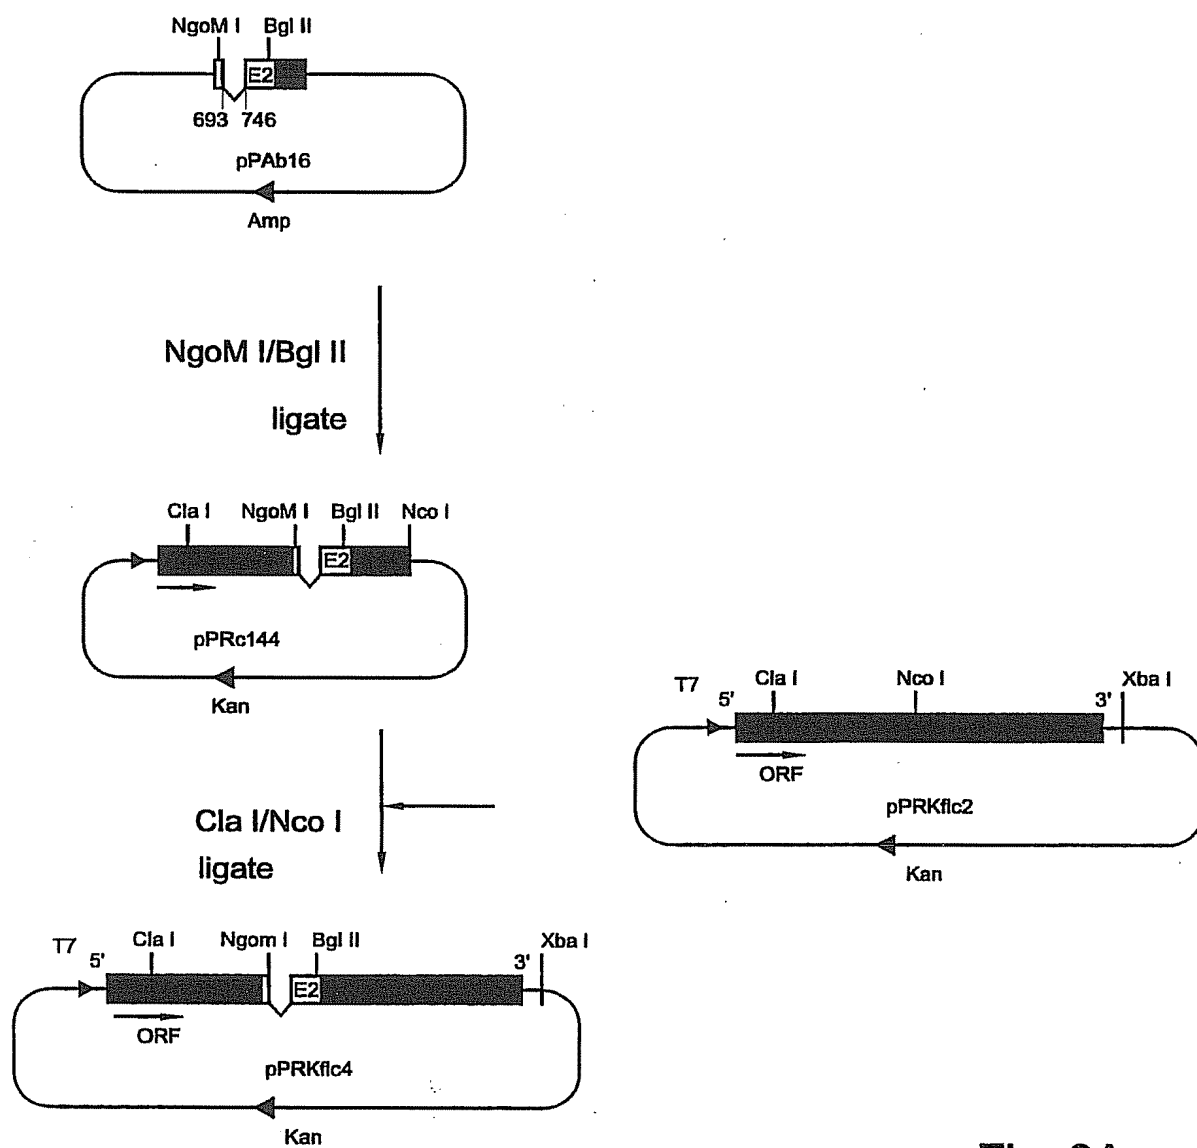 NgoM I Bgl II
E2
693 746
pPAb16
Amp
NgoM I/Bgl II
ligate
Cla I NgoM I Bgl II Nco I
E2
pPRc144
Kan
T7 5' Cla I Nco I 3' Xba I
ORF
pPRKflc2
Kan
Cla I/Nco I
ligate
T7 5' Cla I Ngom I Bgl II 3' Xba I
E2
ORF
pPRKflc4
Kan